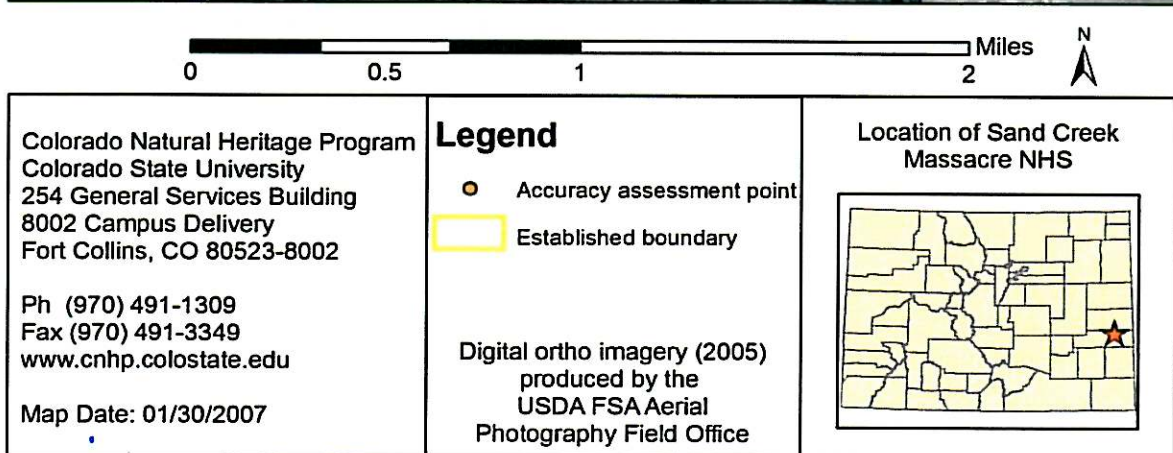 Miles
N
0 0.5 1 2
Colorado Natural Heritage Program
Colorado State University
254 General Services Building
8002 Campus Delivery
Fort Collins, CO 80523-8002
Ph (970) 491-1309
Fax (970) 491-3349
www.cnhp.colostate.edu
Map Date: 01/30/2007
Legend
Accuracy assessment point
Established boundary
Digital ortho imagery (2005)
produced by the
USDA FSA Aerial
Photography Field Office
Location of Sand Creek
Massacre NHS